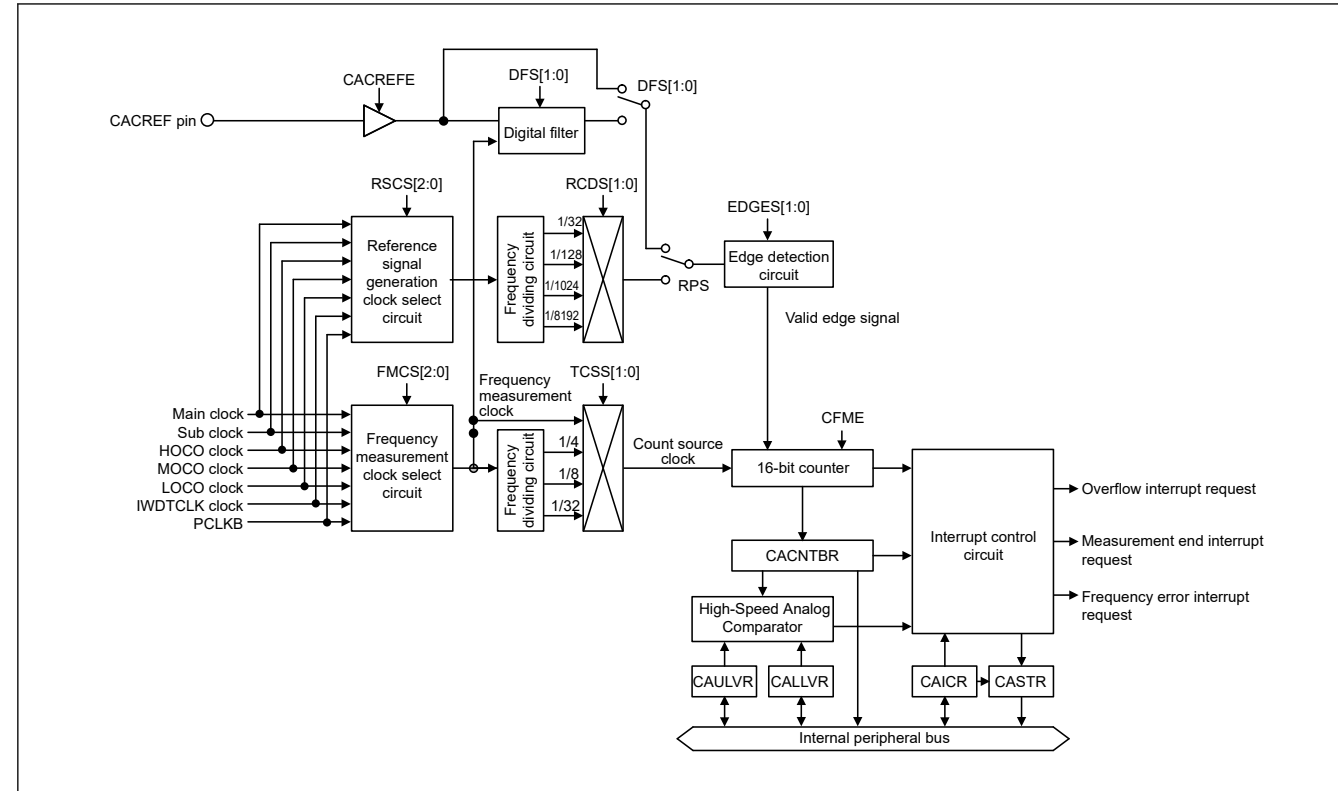 CACREFE
DFS[1:0]
DFS[1:0]
CACREF pin
Digital filter
RSCS[2:0]
RCDS[1:0]
EDGES[1:0]
Reference
signal
generation
clock select
circuit
Frequency
dividing circuit
1/32
1/128
1/1024
1/8192
RPS
Edge detection
circuit
Valid edge signal
FMCS[2:0]
Frequency
measurement
clock
TCSS[1:0]
Main clock
Sub clock
HOCO clock
MOCO clock
LOCO clock
IWDTCLK clock
PCLKB
Frequency
measurement
clock select
circuit
Frequency
dividing circuit
1/4
1/8
1/32
Count source
clock
CFME
16-bit counter
CACNTBR
High-Speed Analog
Comparator
CAULVR
CALLVR
Interrupt control
circuit
CAICR
CASTR
Overflow interrupt request
Measurement end interrupt
request
Frequency error interrupt
request
Internal peripheral bus